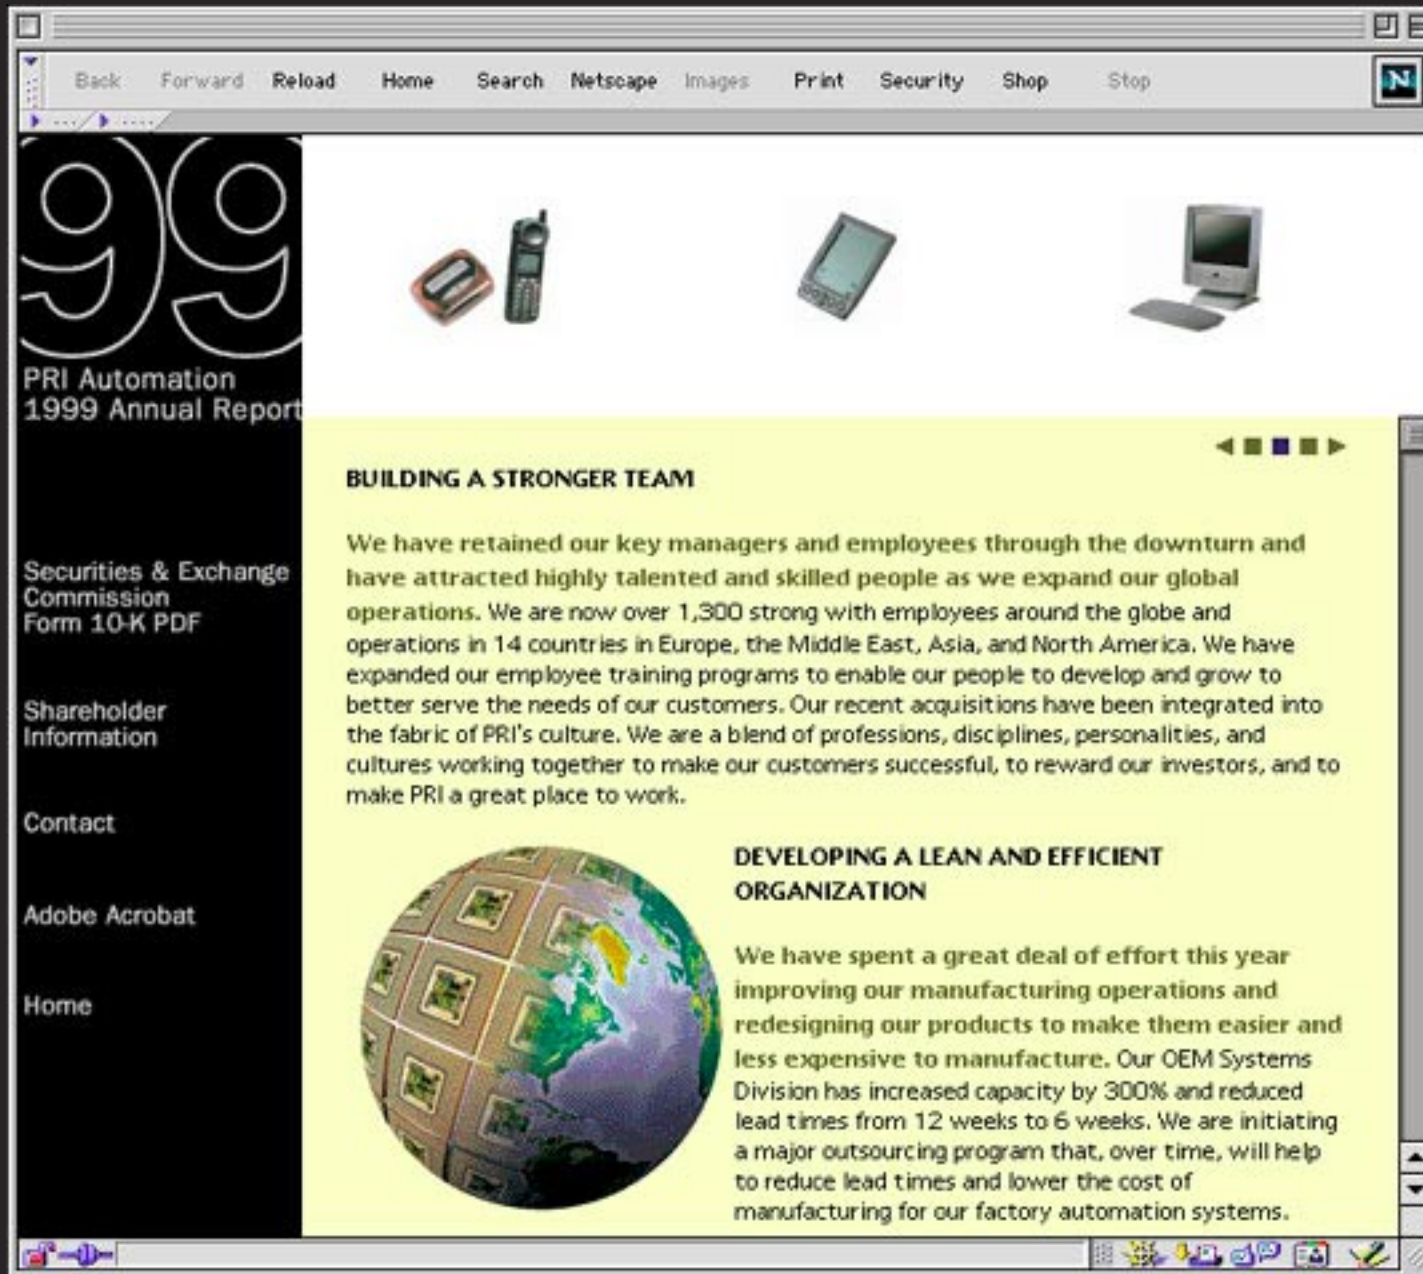 Back Forward Reload Home Search Netscape Images Print Security Shop Stop
N
99
PRI Automation
1999 Annual Report
Securities & Exchange
Commission
Form 10-K PDF
Shareholder
Information
Contact
Adobe Acrobat
Home
BUILDING A STRONGER TEAM
We have retained our key managers and employees through the downturn and
have attracted highly talented and skilled people as we expand our global
operations. We are now over 1,300 strong with employees around the globe and
operations in 14 countries in Europe, the Middle East, Asia, and North America. We have
expanded our employee training programs to enable our people to develop and grow to
better serve the needs of our customers. Our recent acquisitions have been integrated into
the fabric of PRI's culture. We are a blend of professions, disciplines, personalities, and
cultures working together to make our customers successful, to reward our investors, and to
make PRI a great place to work.
DEVELOPING A LEAN AND EFFICIENT
ORGANIZATION
We have spent a great deal of effort this year
improving our manufacturing operations and
redesigning our products to make them easier and
less expensive to manufacture. Our OEM Systems
Division has increased capacity by 300% and reduced
lead times from 12 weeks to 6 weeks. We are initiating
a major outsourcing program that, over time, will help
to reduce lead times and lower the cost of
manufacturing for our factory automation systems.